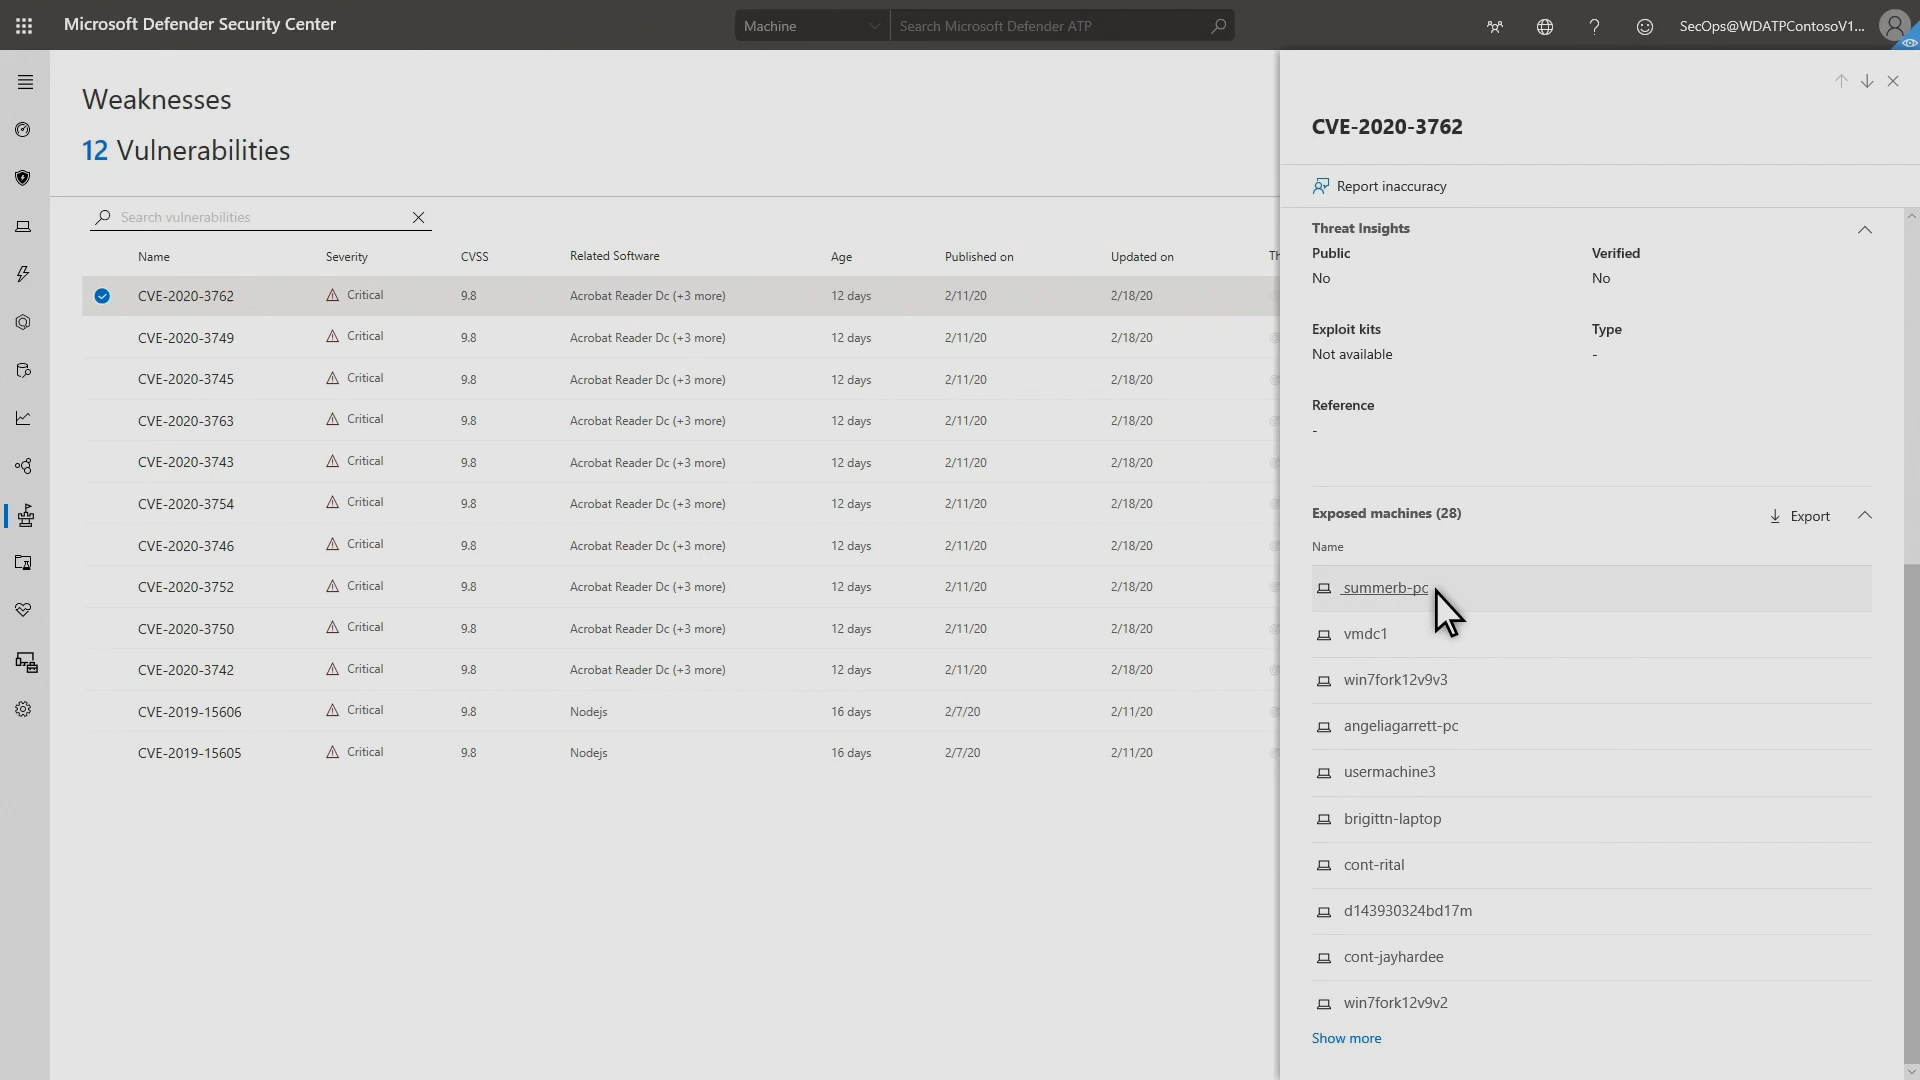 Microsoft Defender Security Center
Machine
Search Microsoft Defender ATP
SecOps@WDATPContosoV1...
Weaknesses
12 Vulnerabilities
Search vulnerabilities
Name Severity CVSS Related Software Age Published on Updated on Th
CVE-2020-3762 Critical 9.8 Acrobat Reader Dc (+3 more) 12 days 2/11/20 2/18/20
CVE-2020-3749 Critical 9.8 Acrobat Reader Dc (+3 more) 12 days 2/11/20 2/18/20
CVE-2020-3745 Critical 9.8 Acrobat Reader Dc (+3 more) 12 days 2/11/20 2/18/20
CVE-2020-3763 Critical 9.8 Acrobat Reader Dc (+3 more) 12 days 2/11/20 2/18/20
CVE-2020-3743 Critical 9.8 Acrobat Reader Dc (+3 more) 12 days 2/11/20 2/18/20
CVE-2020-3754 Critical 9.8 Acrobat Reader Dc (+3 more) 12 days 2/11/20 2/18/20
CVE-2020-3746 Critical 9.8 Acrobat Reader Dc (+3 more) 12 days 2/11/20 2/18/20
CVE-2020-3752 Critical 9.8 Acrobat Reader Dc (+3 more) 12 days 2/11/20 2/18/20
CVE-2020-3750 Critical 9.8 Acrobat Reader Dc (+3 more) 12 days 2/11/20 2/18/20
CVE-2020-3742 Critical 9.8 Acrobat Reader Dc (+3 more) 12 days 2/11/20 2/18/20
CVE-2019-15606 Critical 9.8 Nodejs 16 days 2/7/20 2/11/20
CVE-2019-15605 Critical 9.8 Nodejs 16 days 2/7/20 2/11/20
CVE-2020-3762
Report inaccuracy
Threat Insights
Public Verified
No No
Exploit kits Type
Not available -
Reference
-
Exposed machines (28) Export
Name
summerb-pc
vmdc1
win7fork12v9v3
angeliagarrett-pc
usermachine3
brigittn-laptop
cont-rital
d143930324bd17m
cont-jayhardee
win7fork12v9v2
Show more